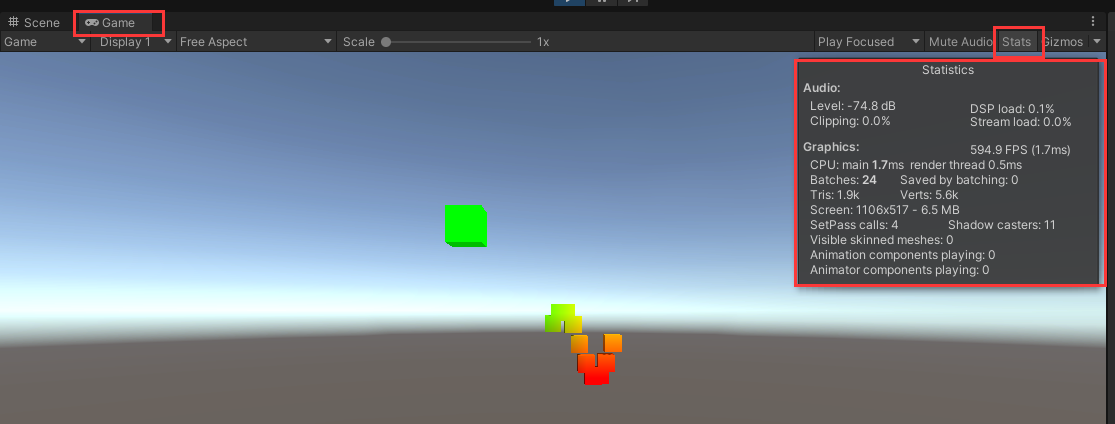 Scene Game
Game Display 1 Free Aspect Scale 1x Play Focused Mute Audio Stats Gizmos
Statistics
Audio:
Level: -74.8 dB DSP load: 0.1%
Clipping: 0.0% Stream load: 0.0%
Graphics: 594.9 FPS (1.7ms)
CPU: main 1.7ms render thread 0.5ms
Batches: 24 Saved by batching: 0
Tris: 1.9k Verts: 5.6k
Screen: 1106x517 - 6.5 MB
SetPass calls: 4 Shadow casters: 11
Visible skinned meshes: 0
Animation components playing: 0
Animator components playing: 0